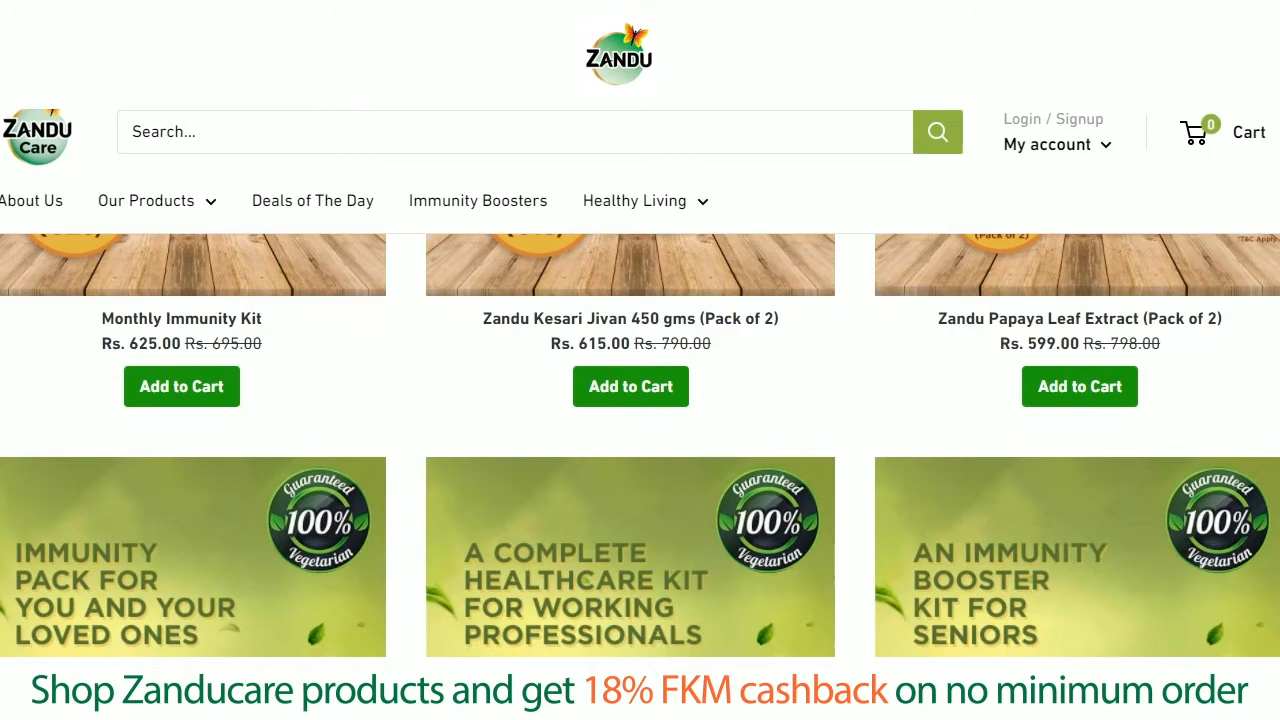 ZANDU
ZANDU
Care
Search...
Login / Signup
My account
0
Cart
About Us
Our Products
Deals of The Day
Immunity Boosters
Healthy Living
(Pack of 2)
*T&C Apply
Monthly Immunity Kit
Rs. 625.00 Rs. 695.00
Add to Cart
Zandu Kesari Jivan 450 gms (Pack of 2)
Rs. 615.00 Rs. 790.00
Add to Cart
Zandu Papaya Leaf Extract (Pack of 2)
Rs. 599.00 Rs. 798.00
Add to Cart
Guaranteed
100%
Vegetarian
IMMUNITY
PACK FOR
YOU AND YOUR
LOVED ONES
Guaranteed
100%
Vegetarian
A COMPLETE
HEALTHCARE KIT
FOR WORKING
PROFESSIONALS
Guaranteed
100%
Vegetarian
AN IMMUNITY
BOOSTER
KIT FOR
SENIORS
Shop Zanducare products and get 18% FKM cashback on no minimum order